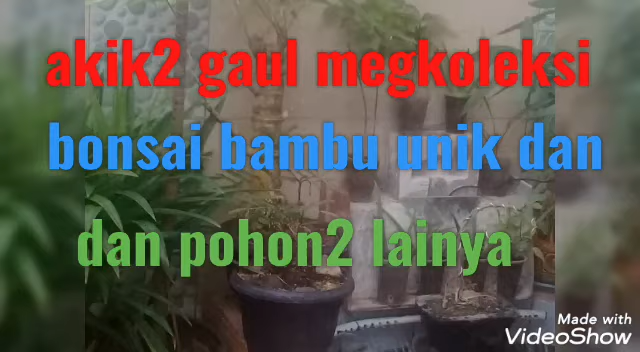 akik2 gaul megkoleksi
bonsai bambu unik dan
dan pohon2 lainya
Made with
VideoShow